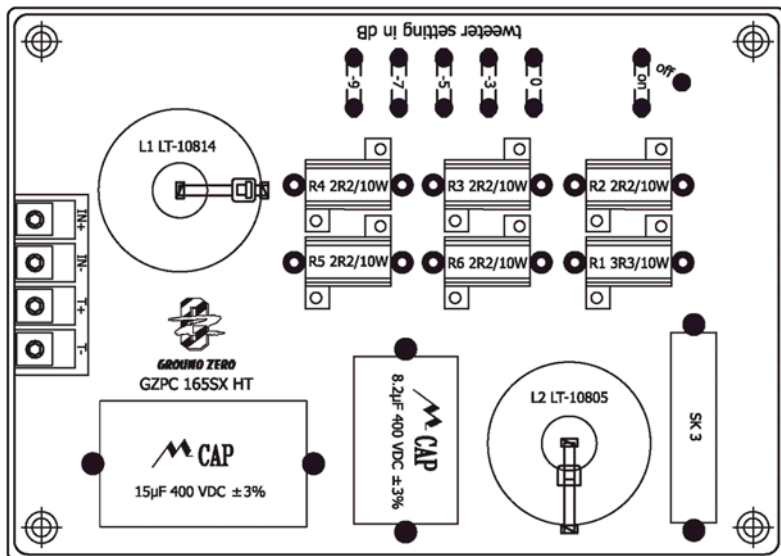 tweeter setting in dB
-9
-7
-5
-3
0
on
off
L1 LT-10814
R4 2R2/10W
R3 2R2/10W
R2 2R2/10W
R5 2R2/10W
R6 2R2/10W
R1 3R3/10W
IN+
IN-
T+
T-
GROUND ZERO
GZPC 165SX HT
CAP
15µF 400 VDC ±3%
CAP
8.2µF 400 VDC ±3%
L2 LT-10805
SK 3